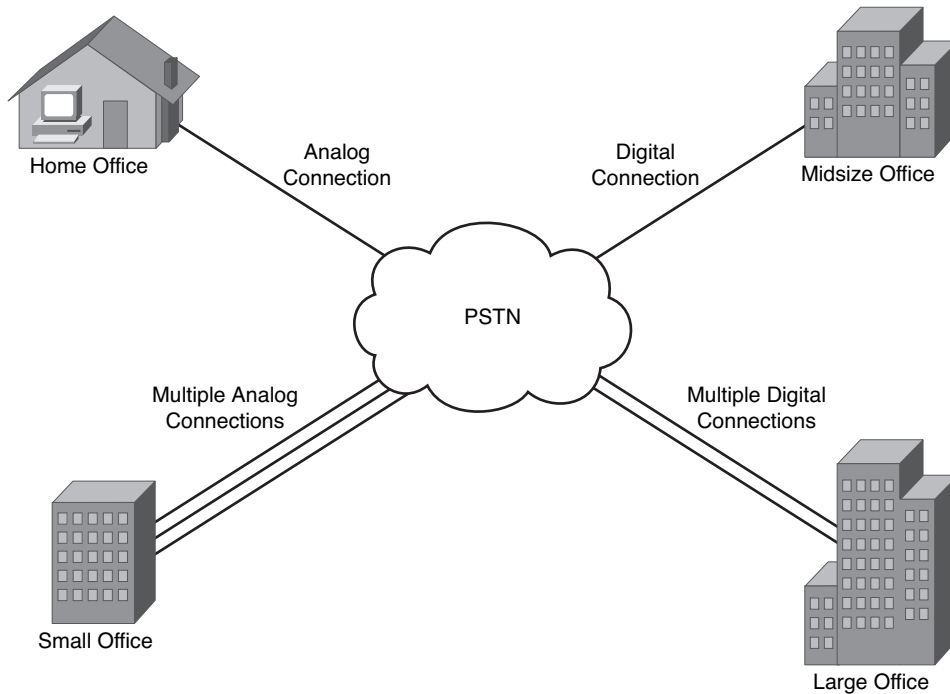 Home Office
Analog
Connection
Digital
Connection
Midsize Office
PSTN
Multiple Analog
Connections
Multiple Digital
Connections
Small Office
Large Office